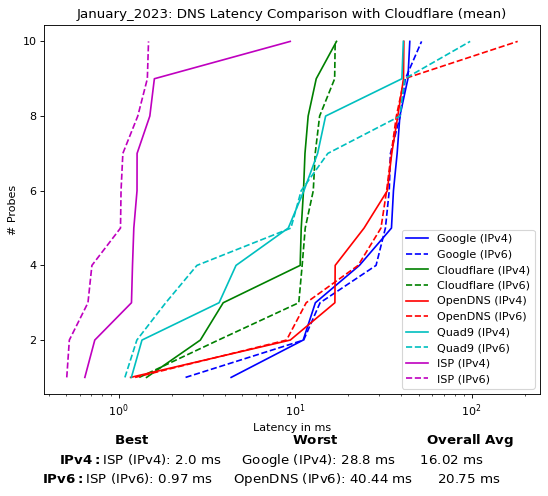 January_2023: DNS Latency Comparison with Cloudflare (mean)
# Probes
10
8
6
4
2
10⁰ 10¹ 10²
Latency in ms
Google (IPv4)
Google (IPv6)
Cloudflare (IPv4)
Cloudflare (IPv6)
OpenDNS (IPv4)
OpenDNS (IPv6)
Quad9 (IPv4)
Quad9 (IPv6)
ISP (IPv4)
ISP (IPv6)
Best Worst Overall Avg
IPv4: ISP (IPv4): 2.0 ms Google (IPv4): 28.8 ms 16.02 ms
IPv6: ISP (IPv6): 0.97 ms OpenDNS (IPv6): 40.44 ms 20.75 ms